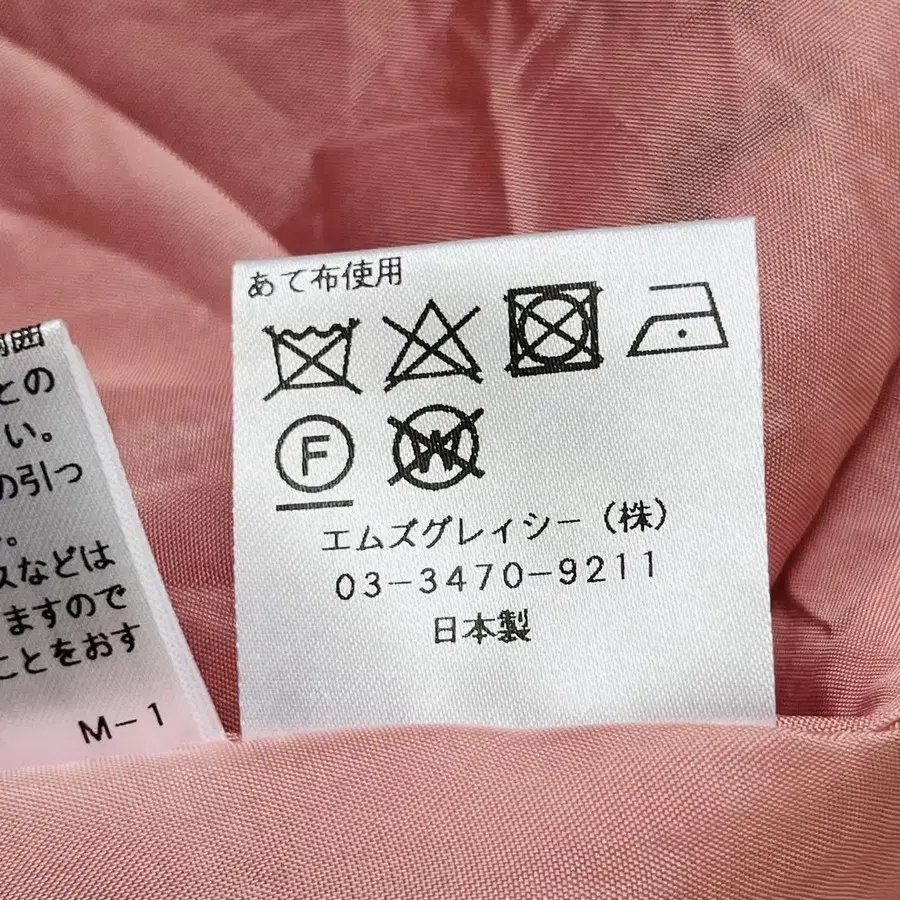 囲
との
い。
の引っ
。
スなどは
ますので
ことをおす
M-1
あて布使用
F
W
エムズグレイシー（株）
03-3470-9211
日本製